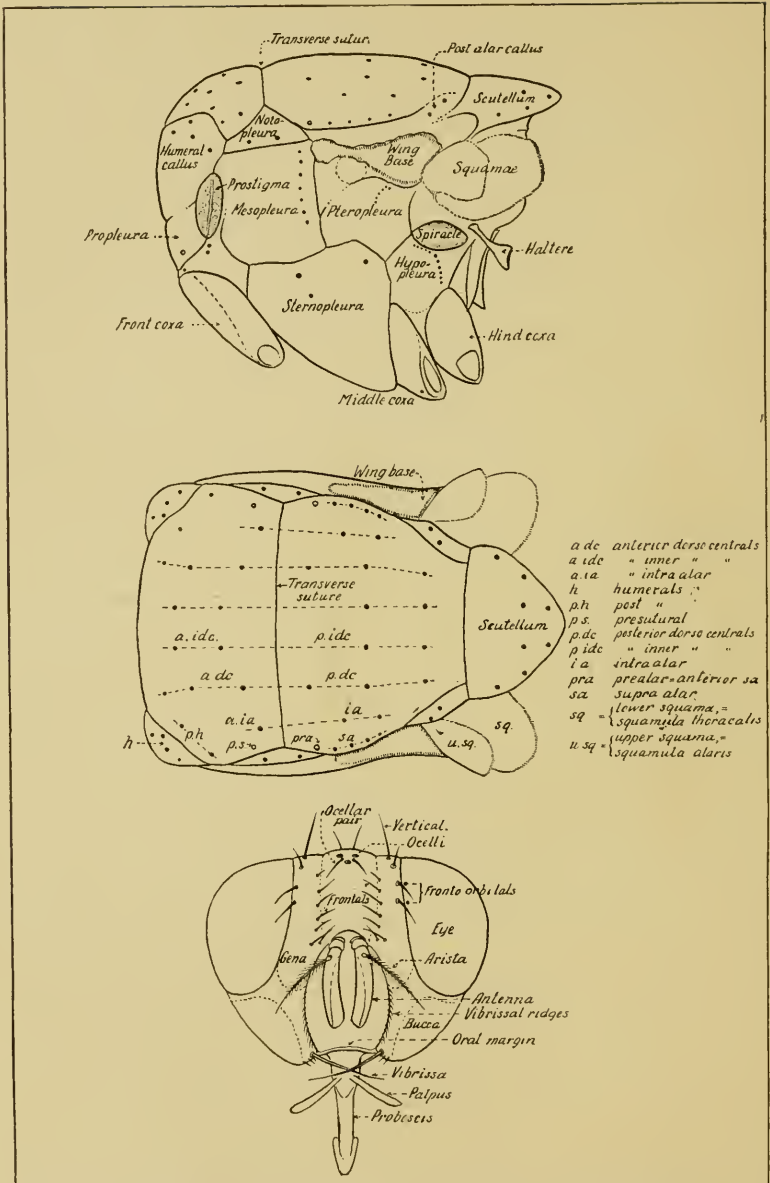 Transverse sutur.
Post alar callus
Scutellum
Noto-
pleura
Humeral
callus
Wing
Base
Squamae
Prostigma
Mesopleura
Pteropleura
Propleura
Spiracle
Haltere
Hypo-
pleura
Sternopleura
Front coxa
Hind coxa
Middle coxa
Wing base
Transverse
suture
Scutellum
a. idc.
p. idc
a dc
p. dc
a. ia
ia
p.h
h
p.s
pra
sa
u. sq.
sq.
a dc anterior dorso centrals
a idc " inner " "
a. ia " intra alar
h humerals
p.h post "
p s. presutural
p. dc posterior dorso centrals
p idc " inner " "
i a intra alar
pra prealar = anterior sa
sa supra alar
sq = { lower squama, =
squamula thoracalis
u. sq = { upper squama, =
squamula alaris
Ocellar
pair
Vertical.
Ocelli
Fronto orbitals
Frontals
Eye
Gena
Arista
Antenna
Vibrissal ridges
Bucca
Oral margin
Vibrissa
Palpus
Proboscis